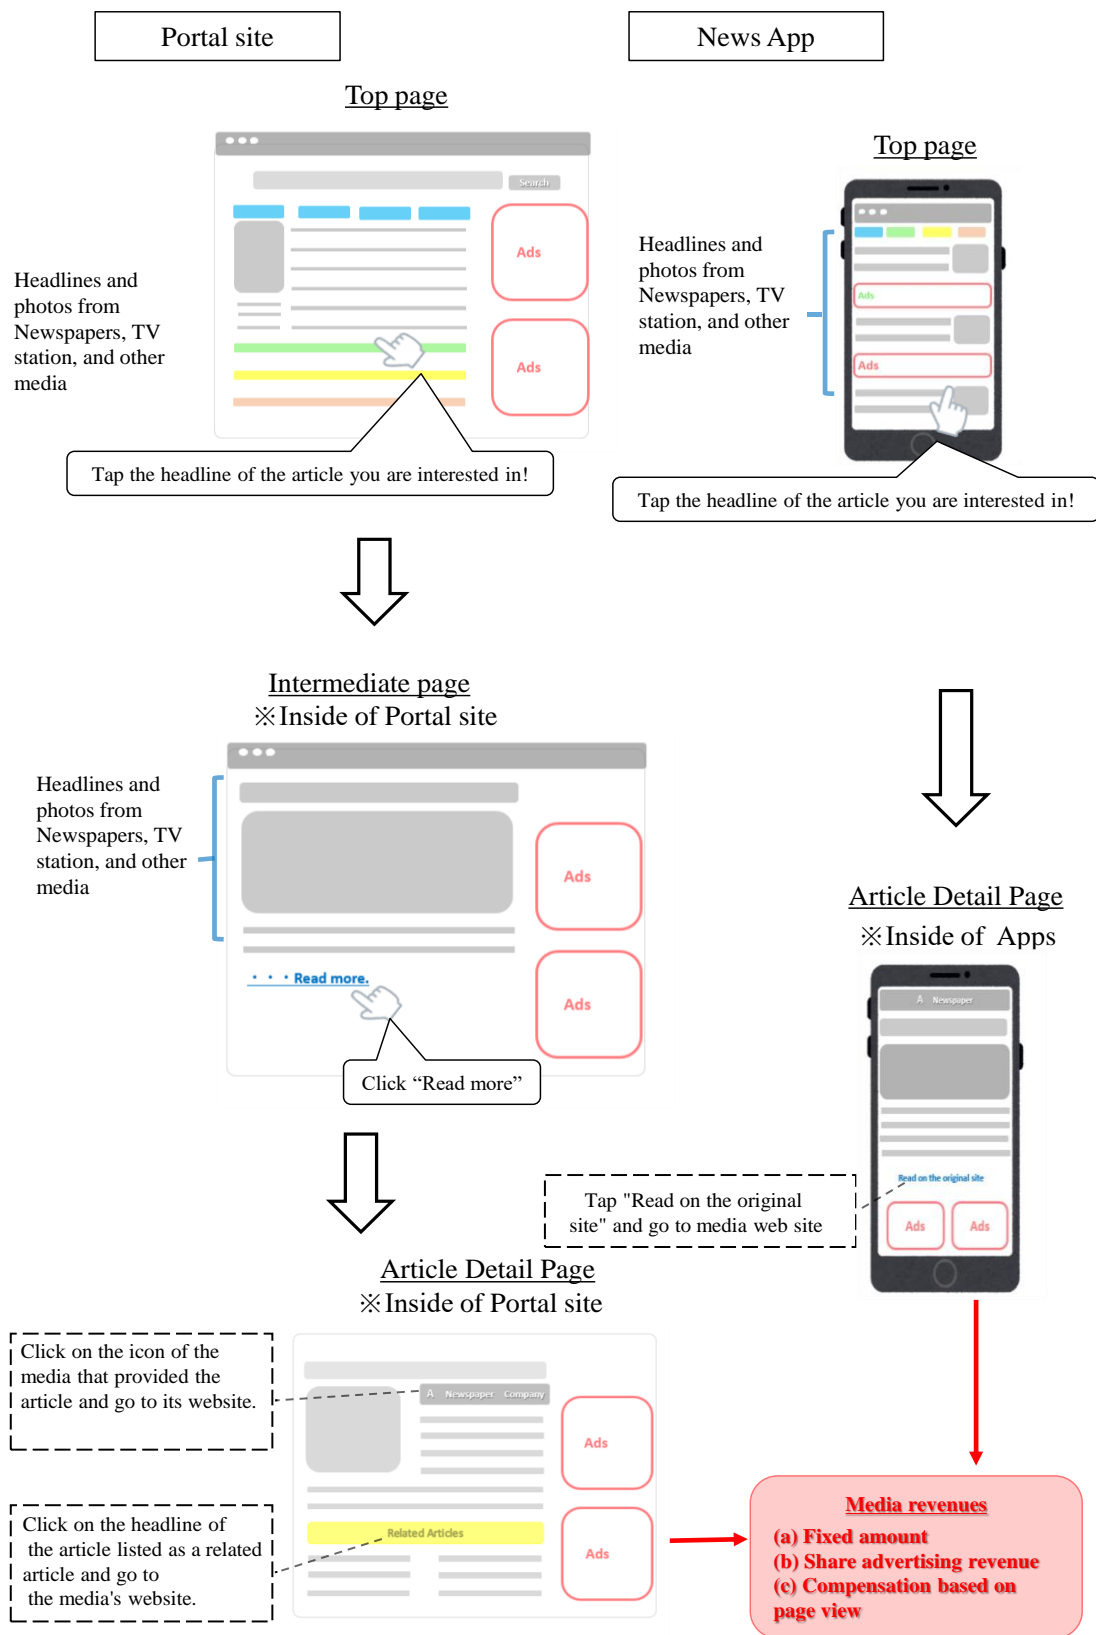 Portal site
News App
Top page
Search
Ads
Ads
Headlines and
photos from
Newspapers, TV
station, and other
media
Tap the headline of the article you are interested in!
Top page
Headlines and
photos from
Newspapers, TV
station, and other
media
Ads
Ads
Tap the headline of the article you are interested in!
Intermediate page
※Inside of Portal site
Headlines and
photos from
Newspapers, TV
station, and other
media
Ads
Ads
・・・Read more.
Click “Read more”
Article Detail Page
※Inside of Apps
A Newspaper
Read on the original site
Ads
Ads
Tap "Read on the original
site" and go to media web site
Article Detail Page
※Inside of Portal site
Click on the icon of the
media that provided the
article and go to its website.
A Newspaper Company
Ads
Related Articles
Ads
Click on the headline of
the article listed as a related
article and go to
the media's website.
Media revenues
(a) Fixed amount
(b) Share advertising revenue
(c) Compensation based on
page view